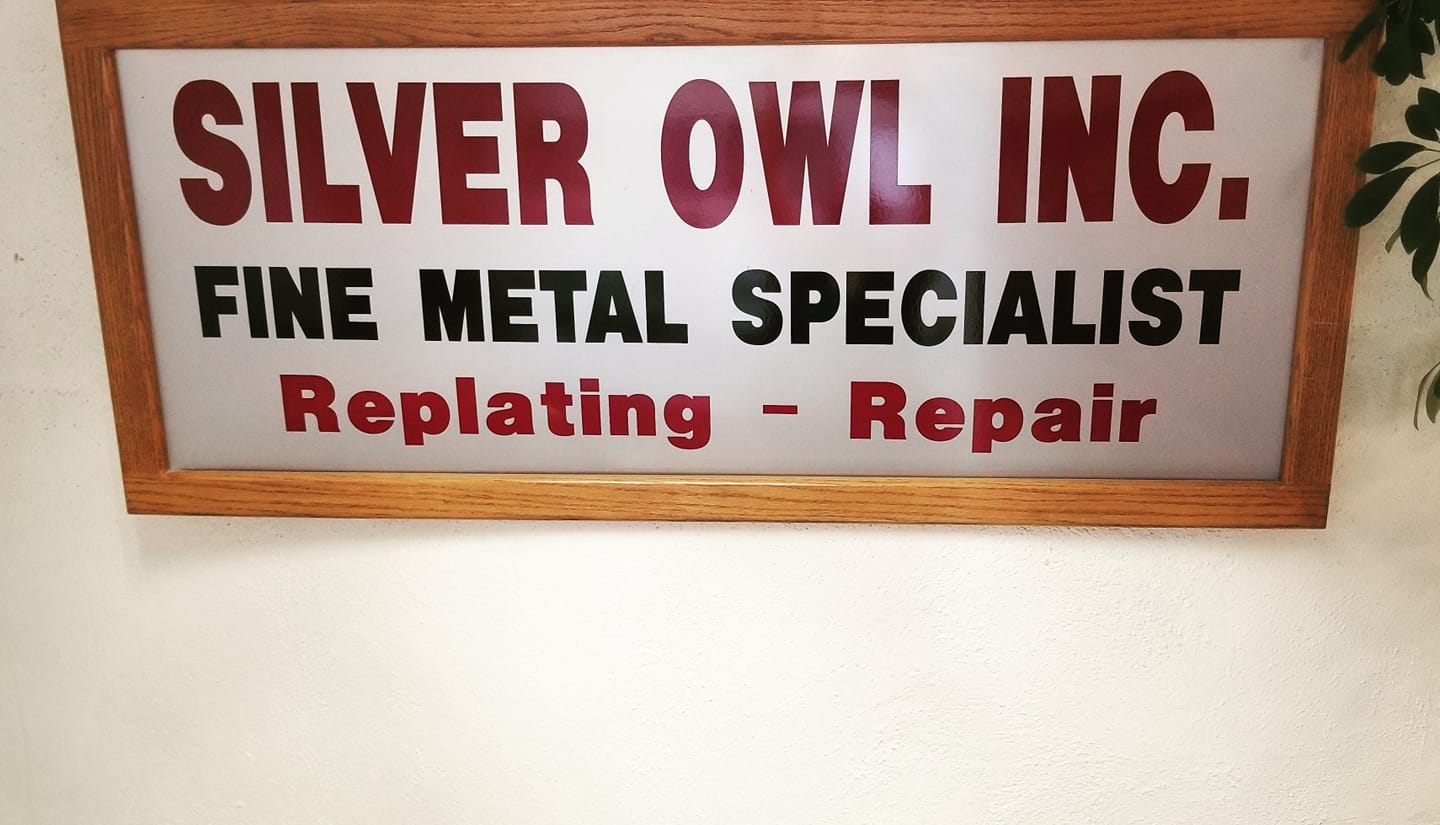 SILVER OWL INC.
FINE METAL SPECIALIST
Replating - Repair